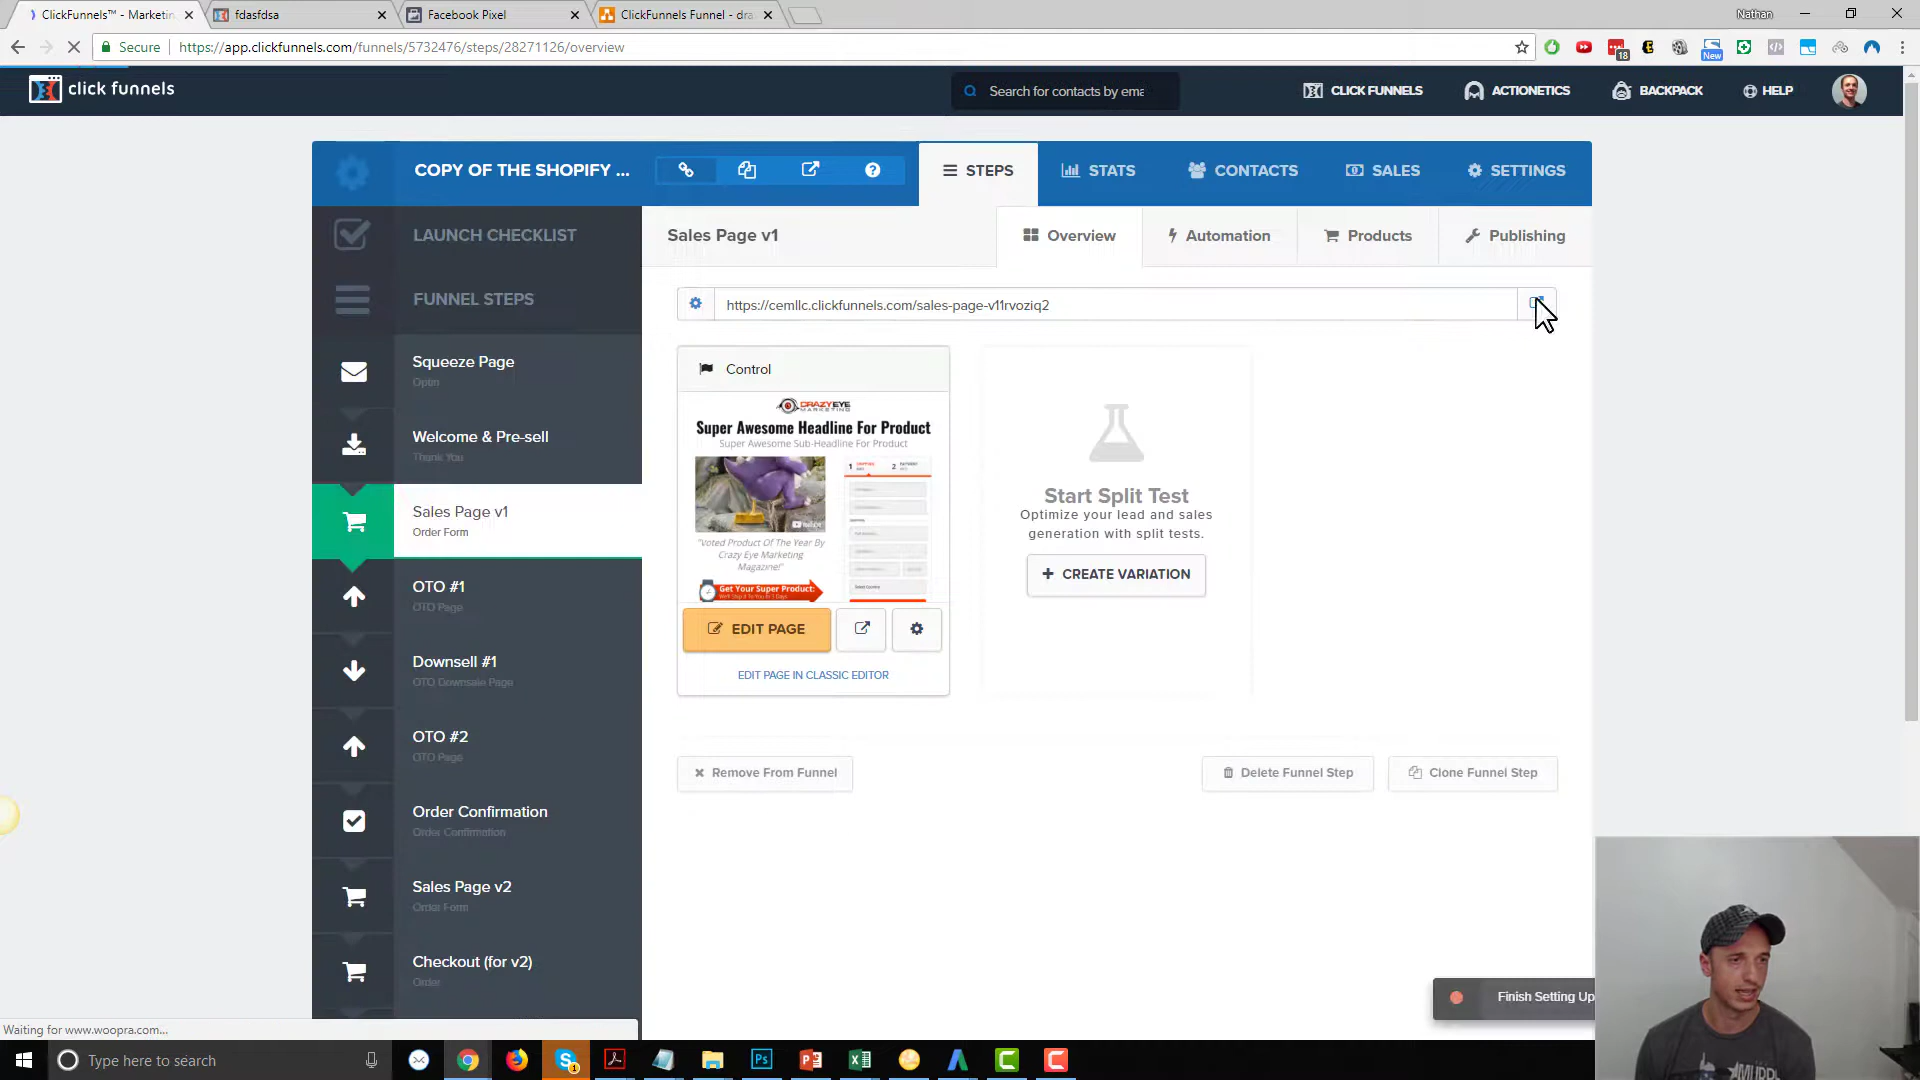 ClickFunnels™ - Marketin
fdasfdsa
Facebook Pixel
ClickFunnels Funnel - dra
Nathan
Secure
https://app.clickfunnels.com/funnels/5732476/steps/28271126/overview
18
New
click funnels
Search for contacts by ema
CLICK FUNNELS
ACTIONETICS
BACKPACK
HELP
COPY OF THE SHOPIFY ...
STEPS
STATS
CONTACTS
SALES
SETTINGS
LAUNCH CHECKLIST
Sales Page v1
Overview
Automation
Products
Publishing
FUNNEL STEPS
https://cemllc.clickfunnels.com/sales-page-v11rvoziq2
Squeeze Page
Optin
Welcome & Pre-sell
Thank You
Sales Page v1
Order Form
OTO #1
OTO Page
Downsell #1
OTO Downsale Page
OTO #2
OTO Page
Order Confirmation
Order Confirmation
Sales Page v2
Order Form
Checkout (for v2)
Order
Control
CRAZYEYE
MARKETING
Super Awesome Headline For Product
Super Awesome Sub-Headline For Product
1
2
YouTube
"Voted Product Of The Year By
Crazy Eye Marketing
Magazine!"
Get Your Super Product:
EDIT PAGE
EDIT PAGE IN CLASSIC EDITOR
Start Split Test
Optimize your lead and sales
generation with split tests.
CREATE VARIATION
Remove From Funnel
Delete Funnel Step
Clone Funnel Step
Finish Setting Up
Waiting for www.woopra.com...
Type here to search